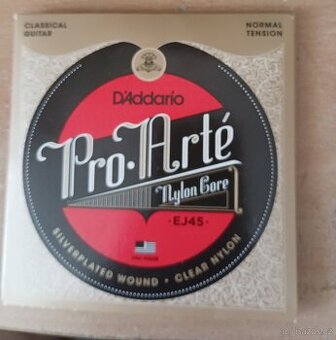 CLASSICAL
GUITAR
NORMAL
TENSION
D'Addario
Pro·Arté
Nylon Core
·EJ45·
SILVERPLATED WOUND · CLEAR NYLON